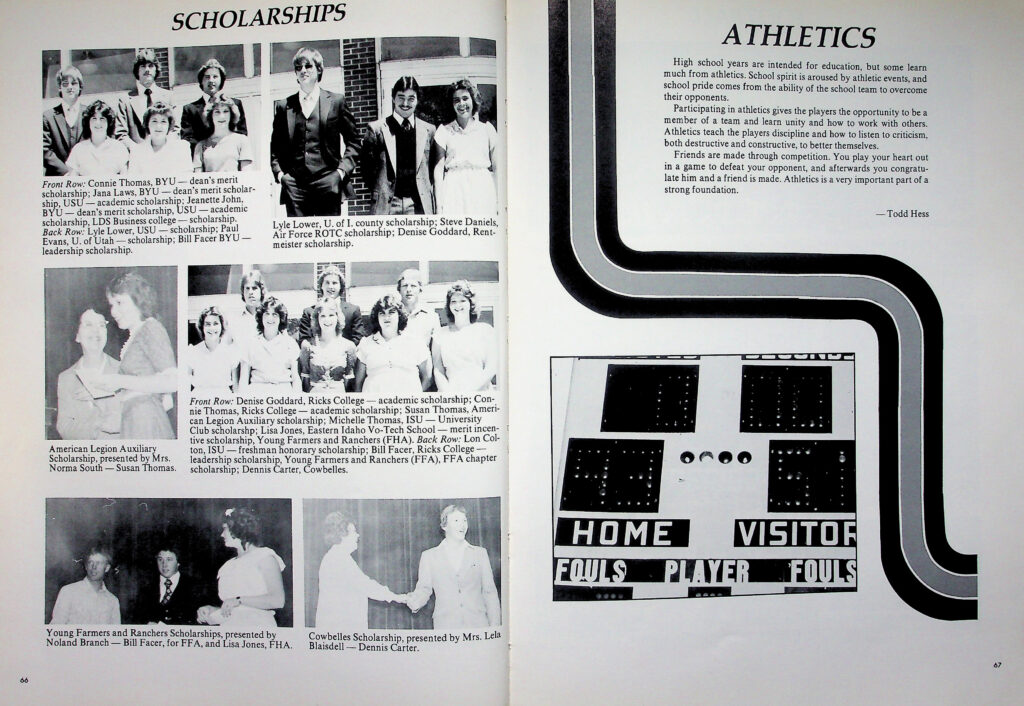 SCHOLARSHIPS
Front Row: Connie Thomas, BYU — dean's merit
scholarship; Jana Laws, BYU — dean's merit scholar-
ship, USU — academic scholarship; Jeanette John,
BYU — dean's merit scholarship, USU — academic
scholarship, LDS Business college — scholarship.
Back Row: Lyle Lower, USU — scholarship; Paul
Evans, U. of Utah — scholarship; Bill Facer BYU —
leadership scholarship.
Lyle Lower, U. of I. county scholarship; Steve Daniels,
Air Force ROTC scholarship; Denise Goddard, Rent-
meister scholarship.
American Legion Auxiliary
Scholarship, presented by Mrs.
Norma South — Susan Thomas.
Front Row: Denise Goddard, Ricks College — academic scholarship; Con-
nie Thomas, Ricks College — academic scholarship; Susan Thomas, Ameri-
can Legion Auxiliary scholarship; Michelle Thomas, ISU — University
Club scholarship; Lisa Jones, Eastern Idaho Vo-Tech School — merit incen-
tive scholarship, Young Farmers and Ranchers (FHA). Back Row: Lon Col-
ton, ISU — freshman honorary scholarship; Bill Facer, Ricks College —
leadership scholarship, Young Farmers and Ranchers (FFA), FFA chapter
scholarship; Dennis Carter, Cowbelles.
Young Farmers and Ranchers Scholarships, presented by
Noland Branch — Bill Facer, for FFA, and Lisa Jones, FHA.
Cowbelles Scholarship, presented by Mrs. Lela
Blaisdell — Dennis Carter.
66
ATHLETICS
High school years are intended for education, but some learn
much from athletics. School spirit is aroused by athletic events, and
school pride comes from the ability of the school team to overcome
their opponents.
Participating in athletics gives the players the opportunity to be a
member of a team and learn unity and how to work with others.
Athletics teach the players discipline and how to listen to criticism,
both destructive and constructive, to better themselves.
Friends are made through competition. You play your heart out
in a game to defeat your opponent, and afterwards you congratu-
late him and a friend is made. Athletics is a very important part of a
strong foundation.
— Todd Hess
HOME VISITOR
FOULS PLAYER FOULS
67